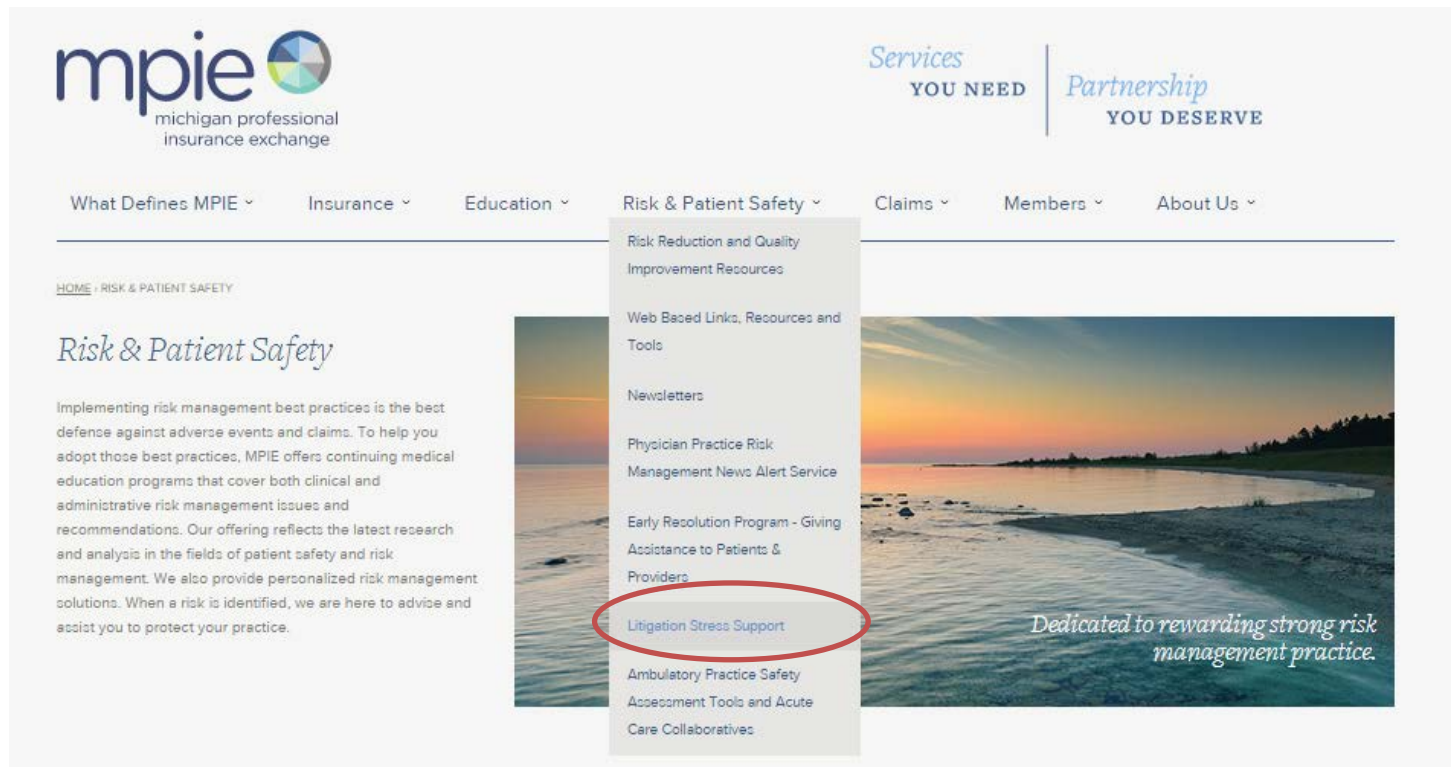 mpie
michigan professional
insurance exchange
Services
YOU NEED
Partnership
YOU DESERVE
What Defines MPIE
Insurance
Education
Risk & Patient Safety
Claims
Members
About Us
Risk Reduction and Quality
Improvement Resources
Web Based Links, Resources and
Tools
Newsletters
Physician Practice Risk
Management News Alert Service
Early Resolution Program - Giving
Assistance to Patients &
Providers
Litigation Stress Support
Ambulatory Practice Safety
Assessment Tools and Acute
Care Collaboratives
HOME › RISK & PATIENT SAFETY
Risk & Patient Safety
Implementing risk management best practices is the best
defense against adverse events and claims. To help you
adopt those best practices, MPIE offers continuing medical
education programs that cover both clinical and
administrative risk management issues and
recommendations. Our offering reflects the latest research
and analysis in the fields of patient safety and risk
management. We also provide personalized risk management
solutions. When a risk is identified, we are here to advise and
assist you to protect your practice.
Dedicated to rewarding strong risk
management practice.